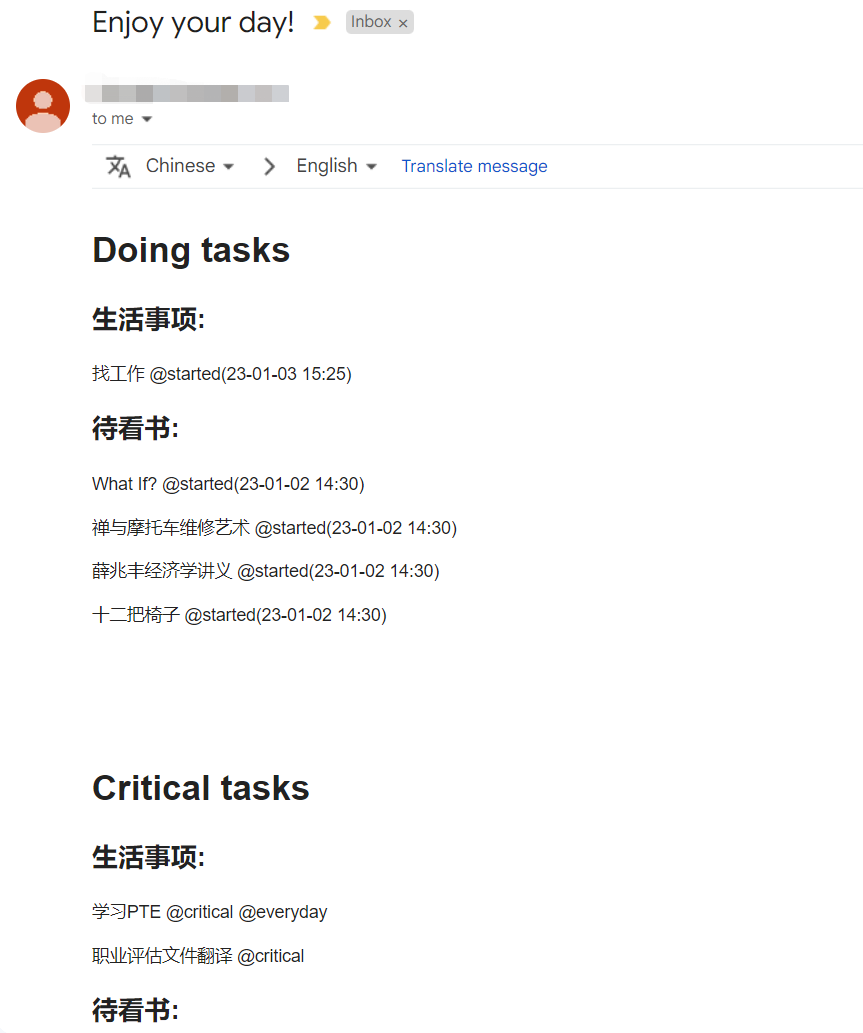 Enjoy your day! Inbox ×
to me
Chinese > English Translate message
Doing tasks
生活事项:
找工作 @started(23-01-03 15:25)
待看书:
What If? @started(23-01-02 14:30)
禅与摩托车维修艺术 @started(23-01-02 14:30)
薛兆丰经济学讲义 @started(23-01-02 14:30)
十二把椅子 @started(23-01-02 14:30)
Critical tasks
生活事项:
学习PTE @critical @everyday
职业评估文件翻译 @critical
待看书: